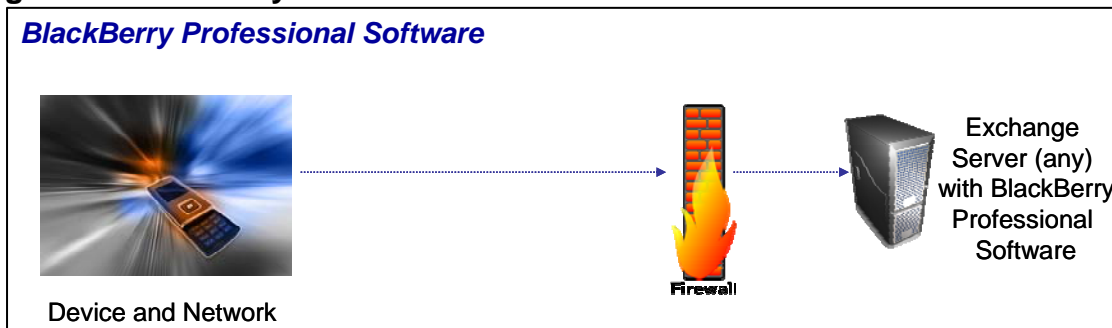 BlackBerry Professional Software
Exchange
Server (any)
with BlackBerry
Professional
Software
Firewall
Device and Network